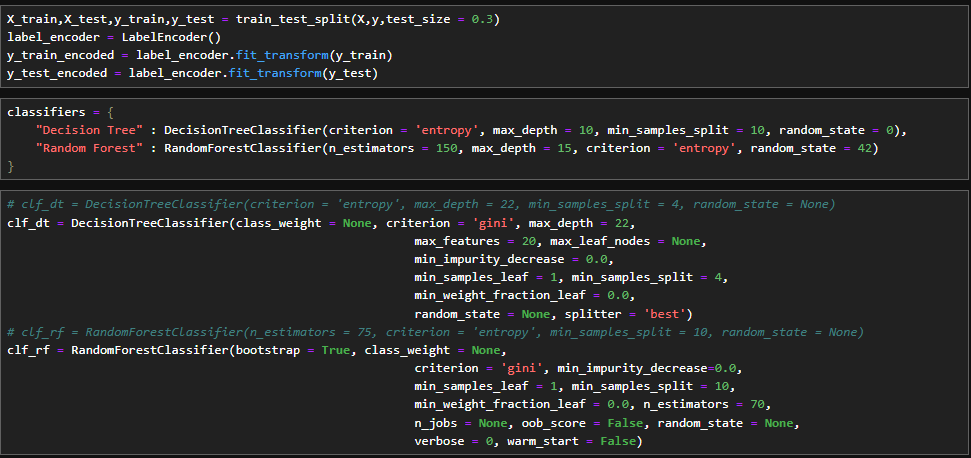 X_train,X_test,y_train,y_test = train_test_split(X,y,test_size = 0.3)
label_encoder = LabelEncoder()
y_train_encoded = label_encoder.fit_transform(y_train)
y_test_encoded = label_encoder.fit_transform(y_test)
classifiers = {
    "Decision Tree" : DecisionTreeClassifier(criterion = 'entropy', max_depth = 10, min_samples_split = 10, random_state = 0),
    "Random Forest" : RandomForestClassifier(n_estimators = 150, max_depth = 15, criterion = 'entropy', random_state = 42)
}
# clf_dt = DecisionTreeClassifier(criterion = 'entropy', max_depth = 22, min_samples_split = 4, random_state = None)
clf_dt = DecisionTreeClassifier(class_weight = None, criterion = 'gini', max_depth = 22,
                                max_features = 20, max_leaf_nodes = None,
                                min_impurity_decrease = 0.0,
                                min_samples_leaf = 1, min_samples_split = 4,
                                min_weight_fraction_leaf = 0.0,
                                random_state = None, splitter = 'best')
# clf_rf = RandomForestClassifier(n_estimators = 75, criterion = 'entropy', min_samples_split = 10, random_state = None)
clf_rf = RandomForestClassifier(bootstrap = True, class_weight = None,
                                criterion = 'gini', min_impurity_decrease=0.0,
                                min_samples_leaf = 1, min_samples_split = 10,
                                min_weight_fraction_leaf = 0.0, n_estimators = 70,
                                n_jobs = None, oob_score = False, random_state = None,
                                verbose = 0, warm_start = False)